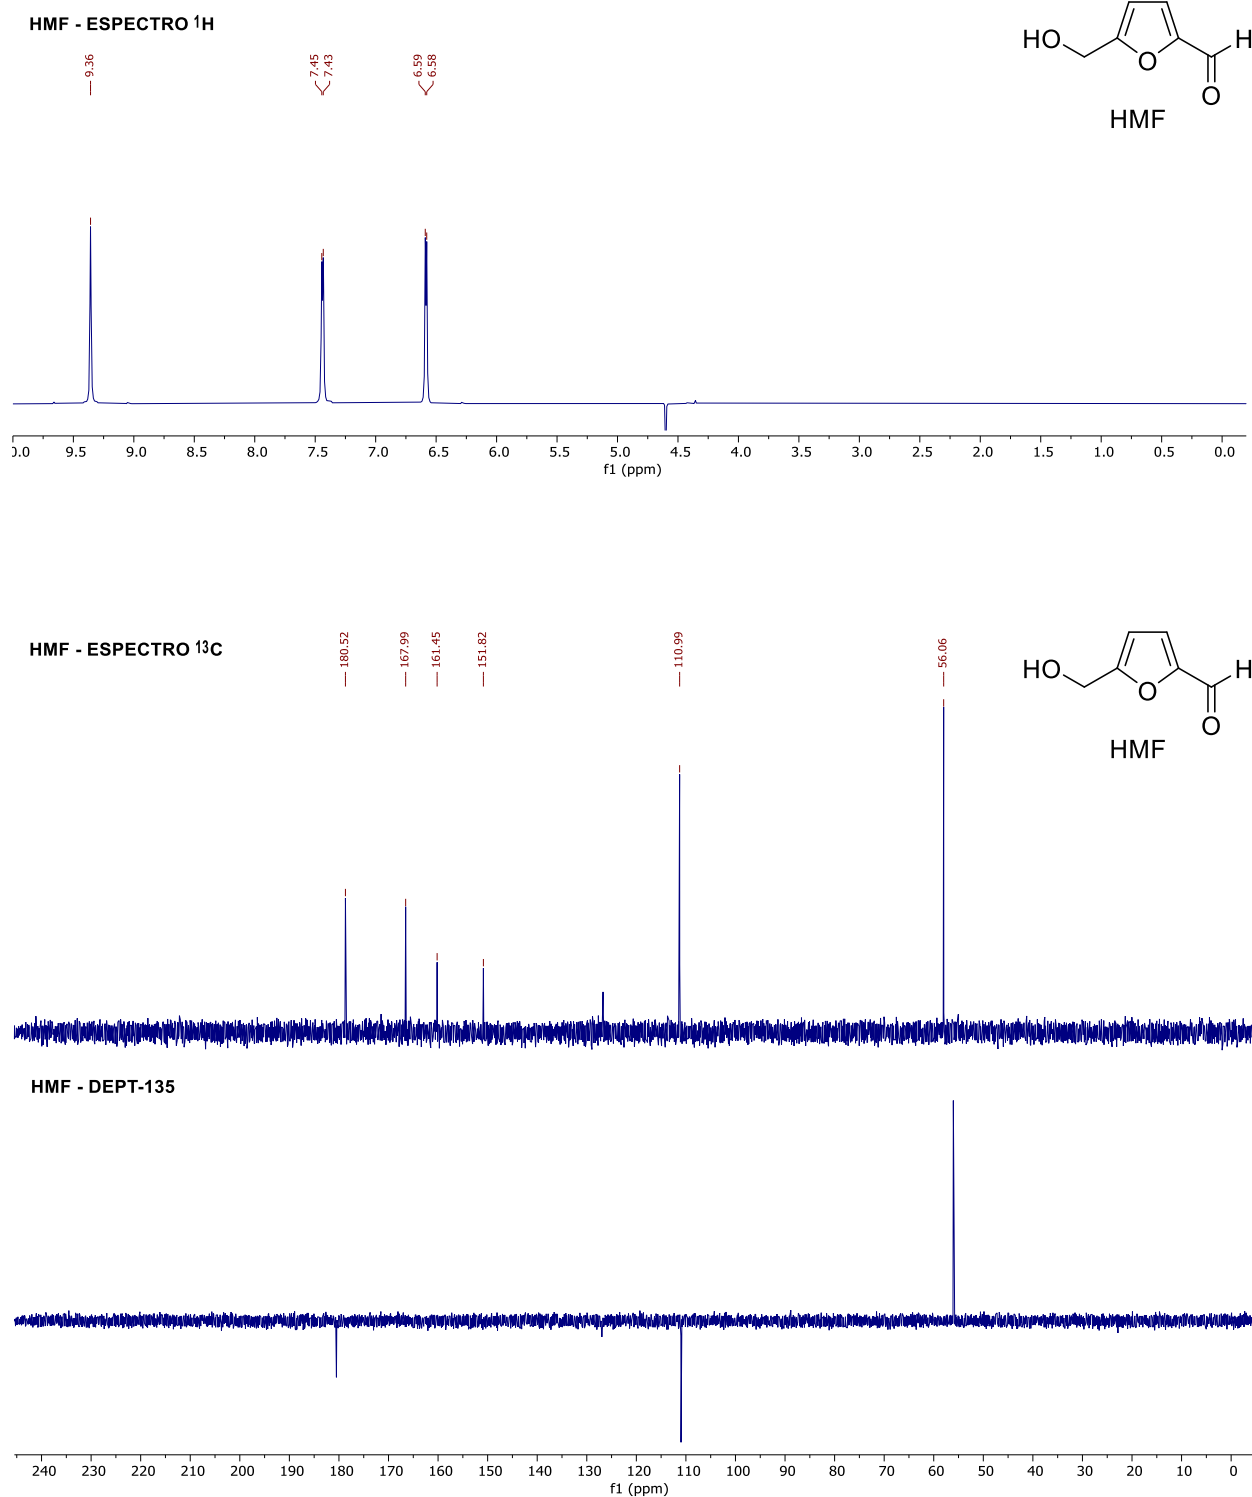 HMF - ESPECTRO ¹H
9.36
7.45
7.43
6.59
6.58
HO
O
H
O
HMF
0.0 9.5 9.0 8.5 8.0 7.5 7.0 6.5 6.0 5.5 5.0 4.5 4.0 3.5 3.0 2.5 2.0 1.5 1.0 0.5 0.0
f1 (ppm)
HMF - ESPECTRO ¹³C
180.52
167.99
161.45
151.82
110.99
56.06
HO
O
H
O
HMF
HMF - DEPT-135
240 230 220 210 200 190 180 170 160 150 140 130 120 110 100 90 80 70 60 50 40 30 20 10 0
f1 (ppm)